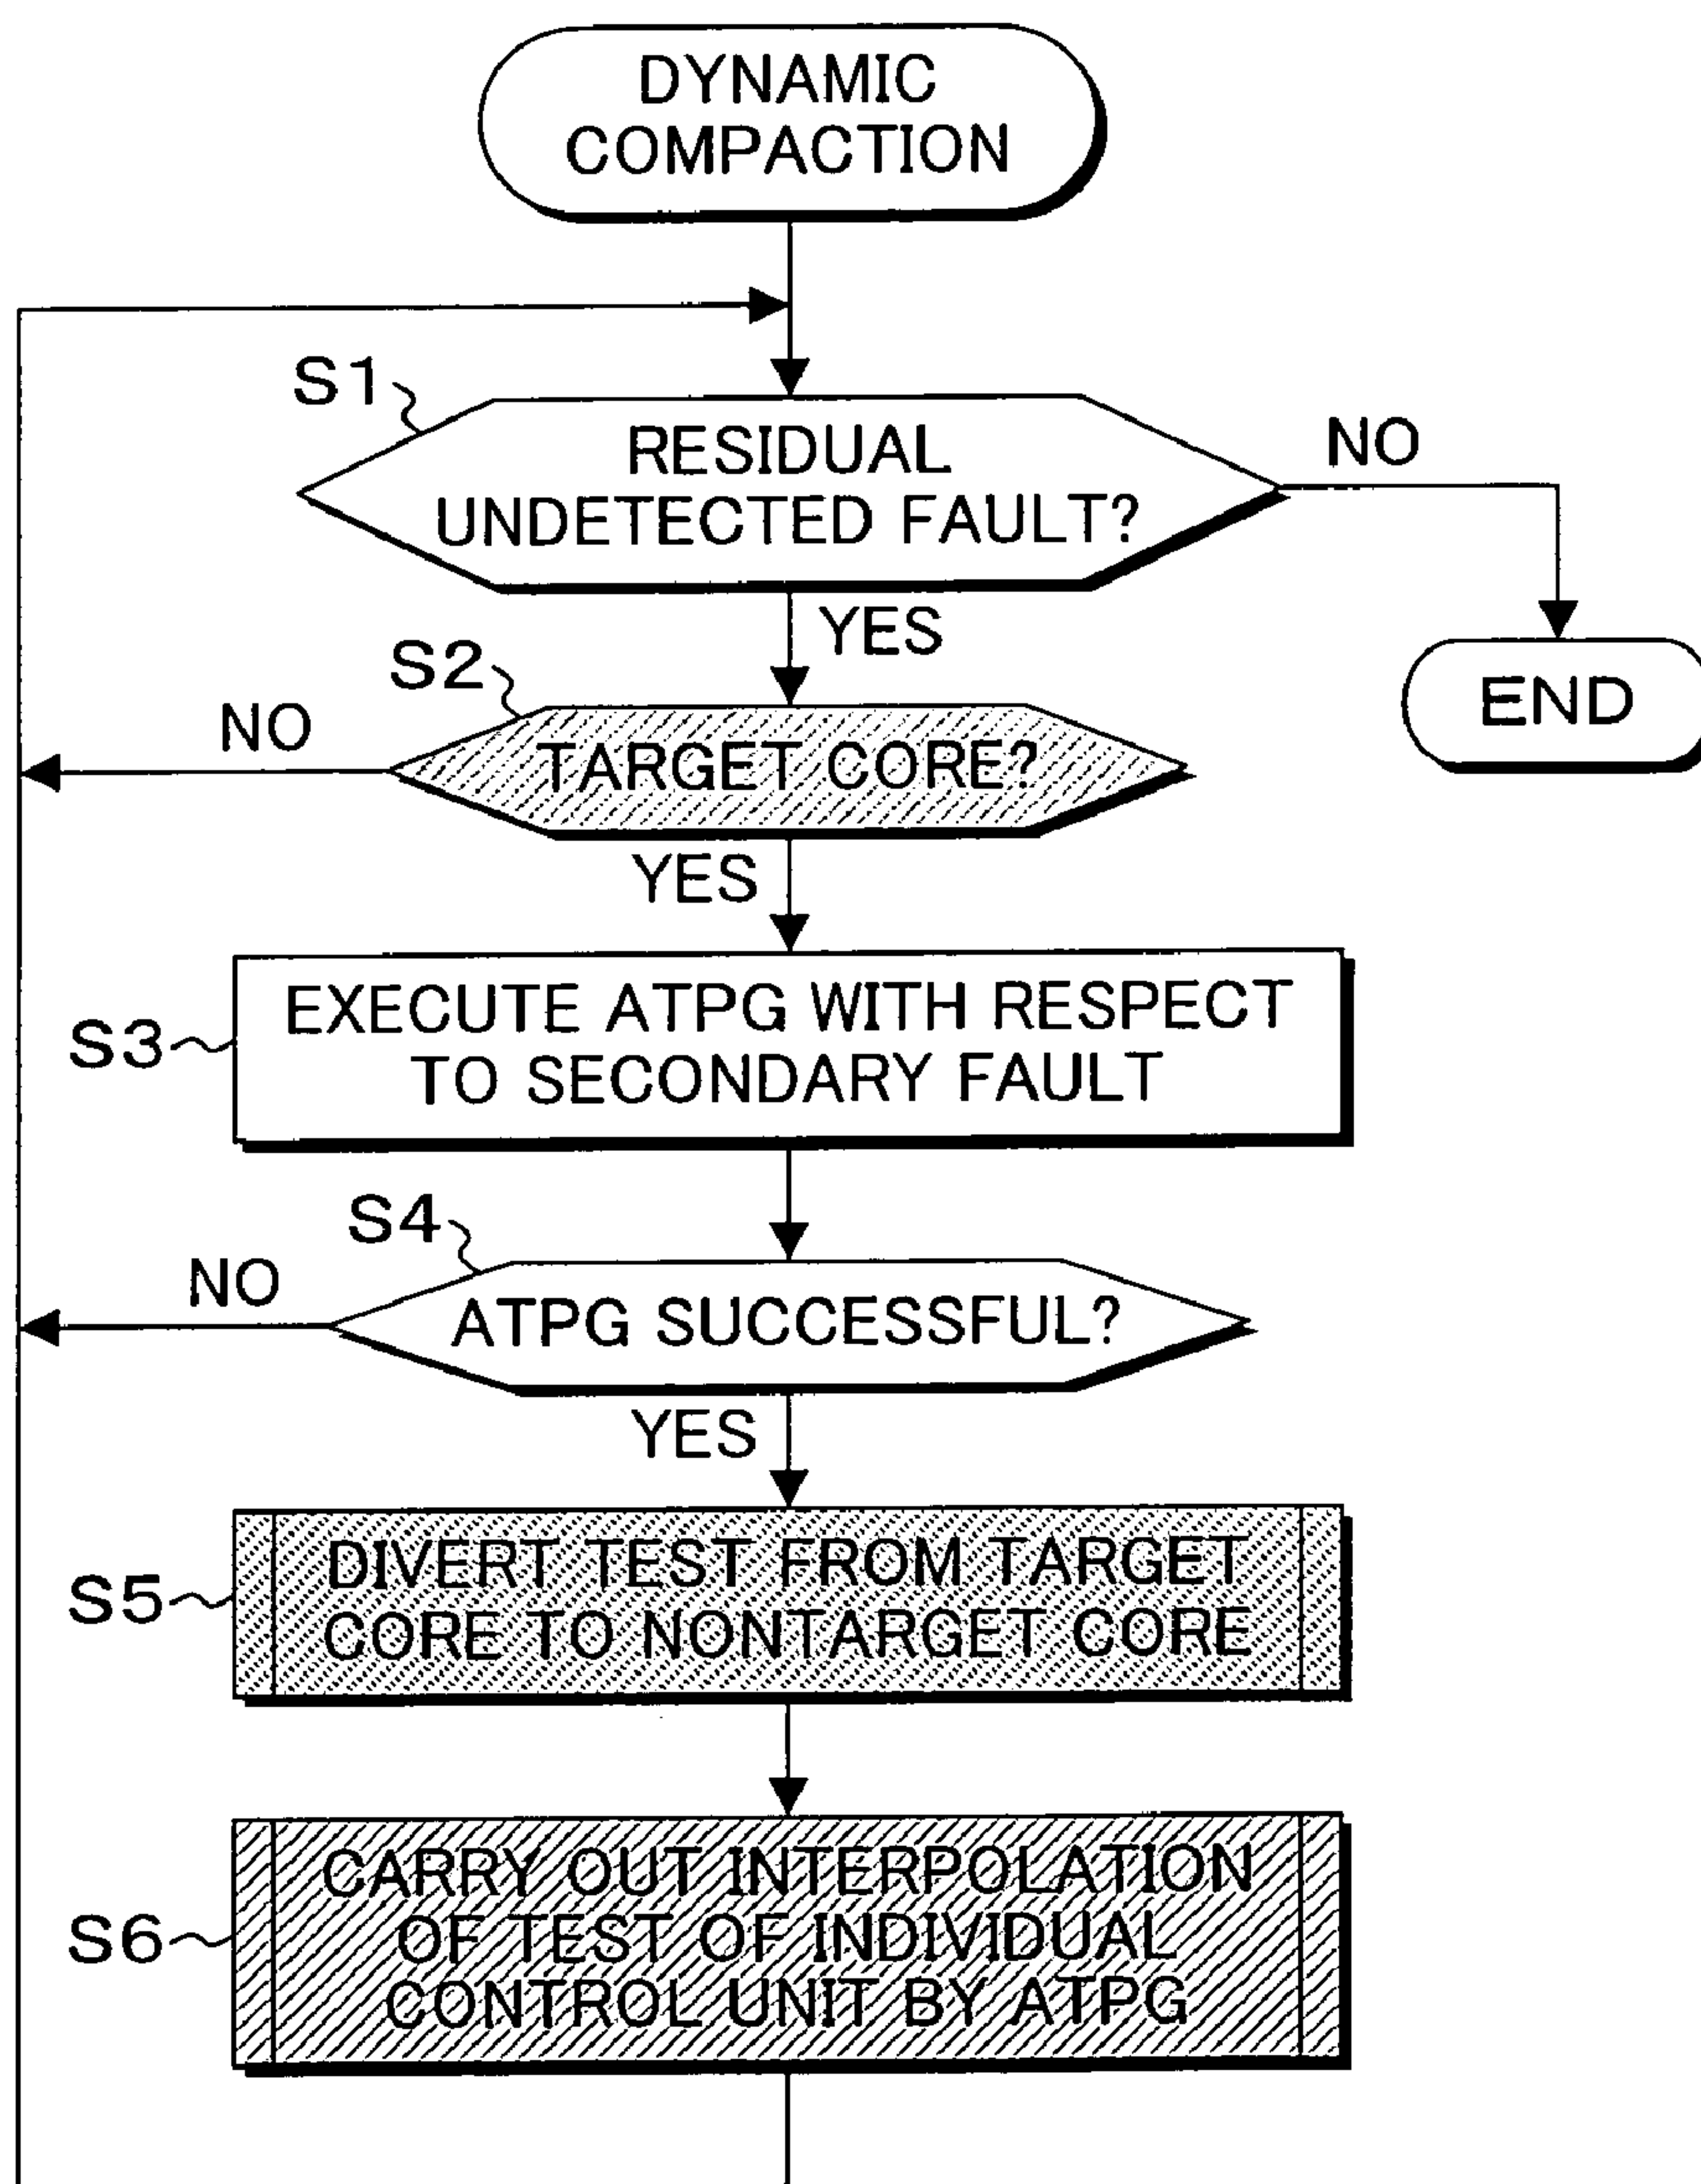 DYNAMIC
COMPACTION
S1
RESIDUAL
UNDETECTED FAULT?
NO
YES
END
S2
NO
TARGET CORE?
YES
S3
EXECUTE ATPG WITH RESPECT
TO SECONDARY FAULT
S4
NO
ATPG SUCCESSFUL?
YES
S5
DIVERT TEST FROM TARGET
CORE TO NONTARGET CORE
S6
CARRY OUT INTERPOLATION
OF TEST OF INDIVIDUAL
CONTROL UNIT BY ATPG